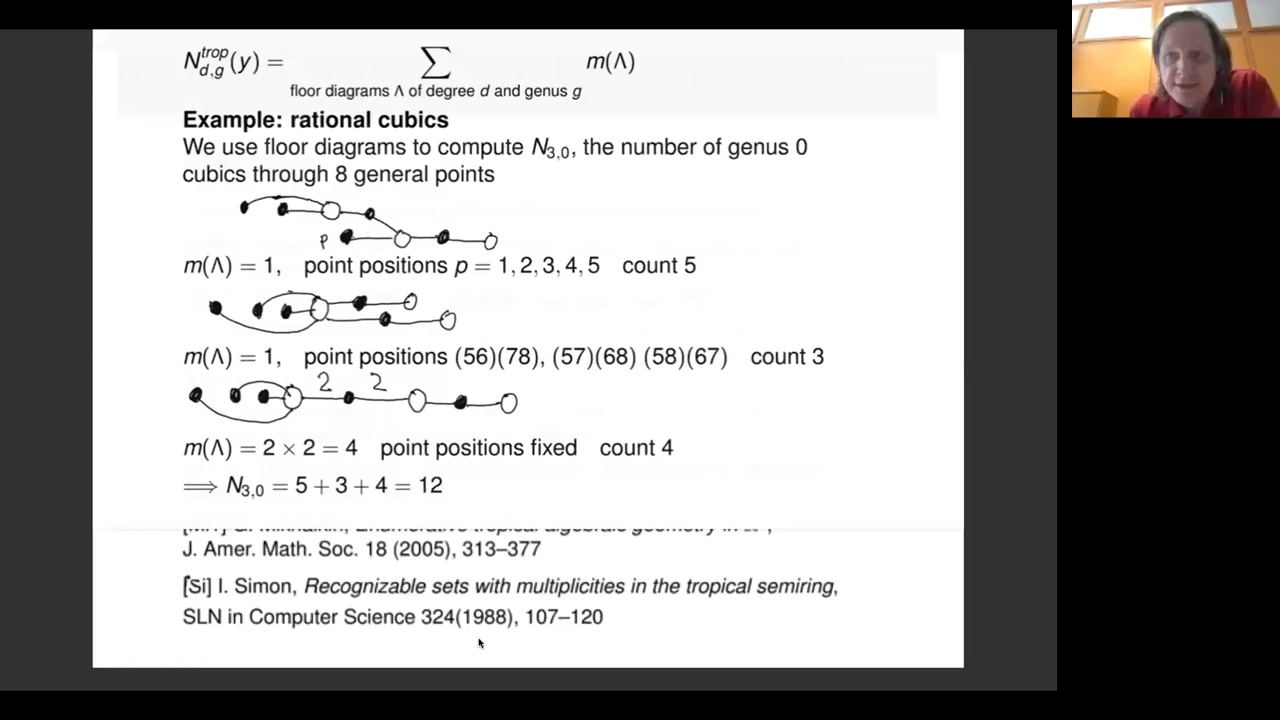 N^{trop}_{d,g}(y) = ∑ m(Λ)
floor diagrams Λ of degree d and genus g
Example: rational cubics
We use floor diagrams to compute N_{3,0}, the number of genus 0
cubics through 8 general points
p
m(Λ) = 1, point positions p = 1, 2, 3, 4, 5 count 5
m(Λ) = 1, point positions (56)(78), (57)(68) (58)(67) count 3
2 2
m(Λ) = 2 × 2 = 4 point positions fixed count 4
⟹ N_{3,0} = 5 + 3 + 4 = 12
J. Amer. Math. Soc. 18 (2005), 313–377
[Si] I. Simon, Recognizable sets with multiplicities in the tropical semiring,
SLN in Computer Science 324(1988), 107–120